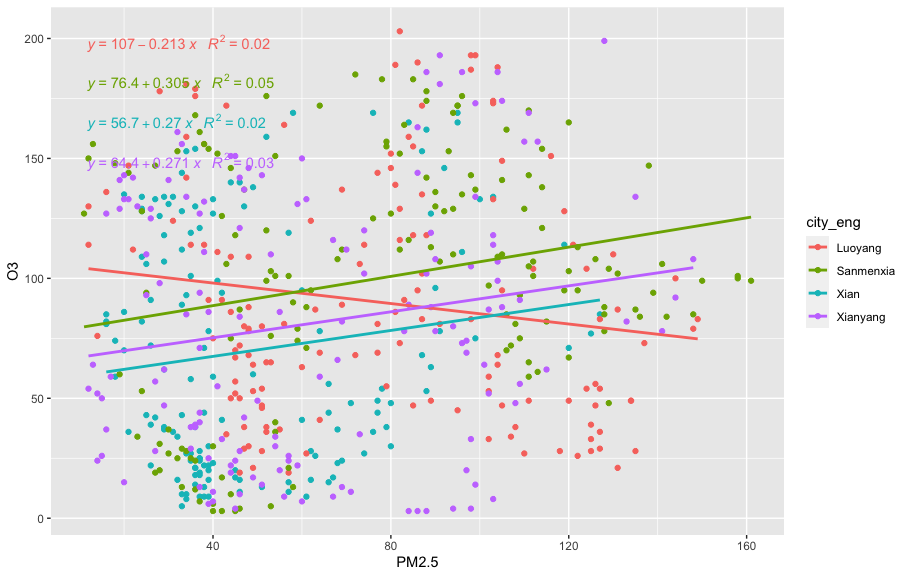 y = 107 − 0.213 x R² = 0.02
y = 76.4 + 0.305 x R² = 0.05
y = 56.7 + 0.27 x R² = 0.02
y = 64.4 + 0.271 x R² = 0.03
200
150
100
50
0
O3
40 80 120 160
PM2.5
city_eng
Luoyang
Sanmenxia
Xian
Xianyang